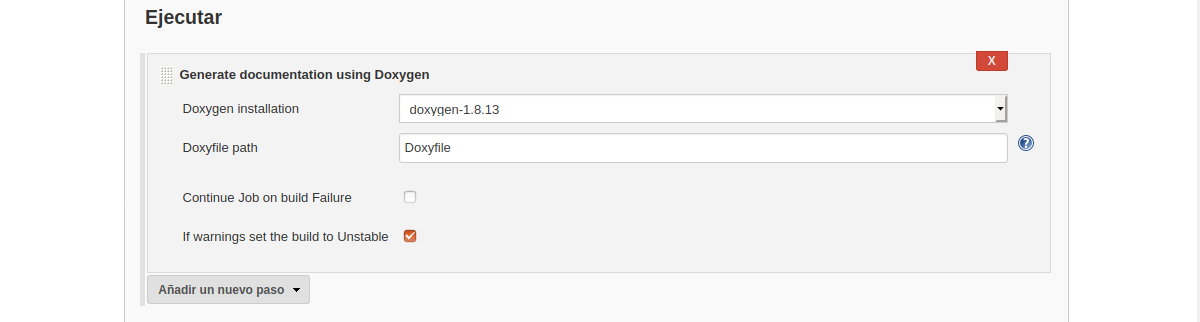 Ejecutar
X
Generate documentation using Doxygen
Doxygen installation
doxygen-1.8.13
Doxyfile path
Doxyfile
?
Continue Job on build Failure
If warnings set the build to Unstable
Añadir un nuevo paso